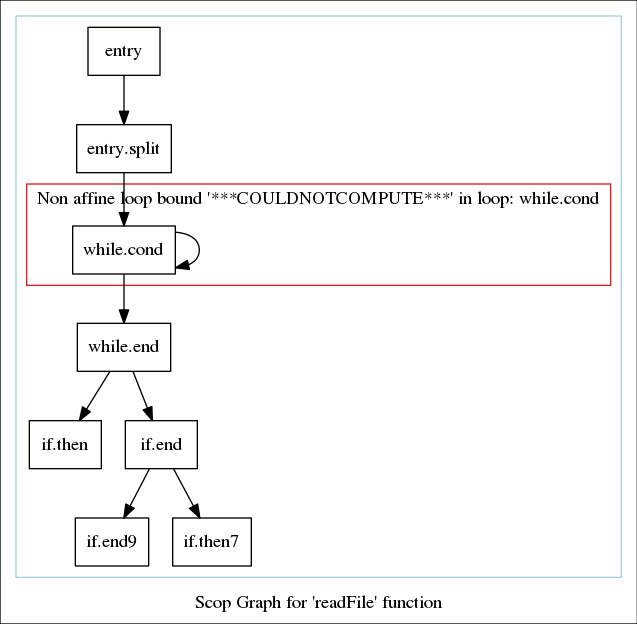 entry
entry.split
Non affine loop bound '***COULDNOTCOMPUTE***' in loop: while.cond
while.cond
while.end
if.then
if.end
if.end9
if.then7
Scop Graph for 'readFile' function